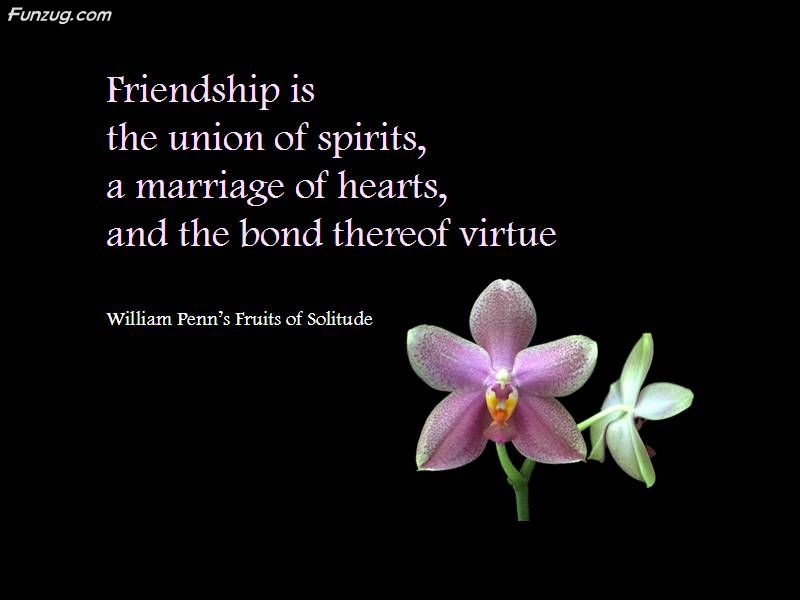 Funzug.com
Friendship is
the union of spirits,
a marriage of hearts,
and the bond thereof virtue
William Penn's Fruits of Solitude